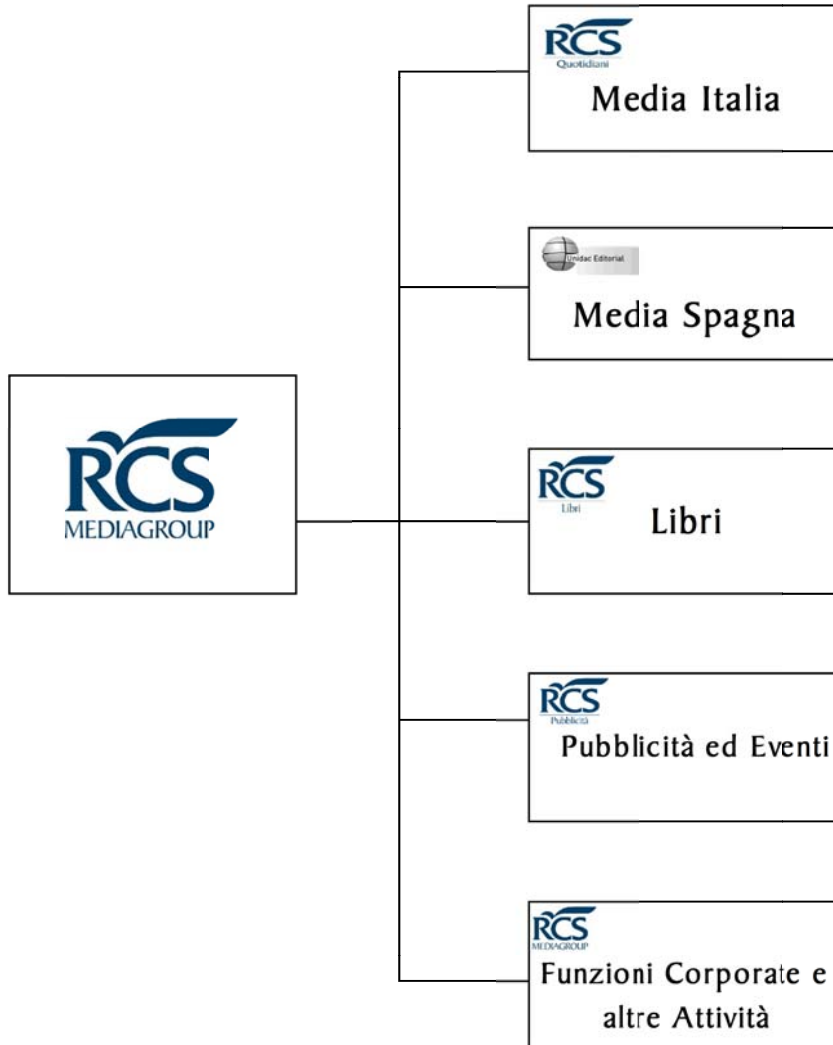 RCS
Quotidiani
Media Italia
Unidac Editorial
Media Spagna
RCS
MEDIAGROUP
RCS
Libri
Libri
RCS
Pubblicità
Pubblicità ed Eventi
RCS
MEDIAGROUP
Funzioni Corporate e
altre Attività